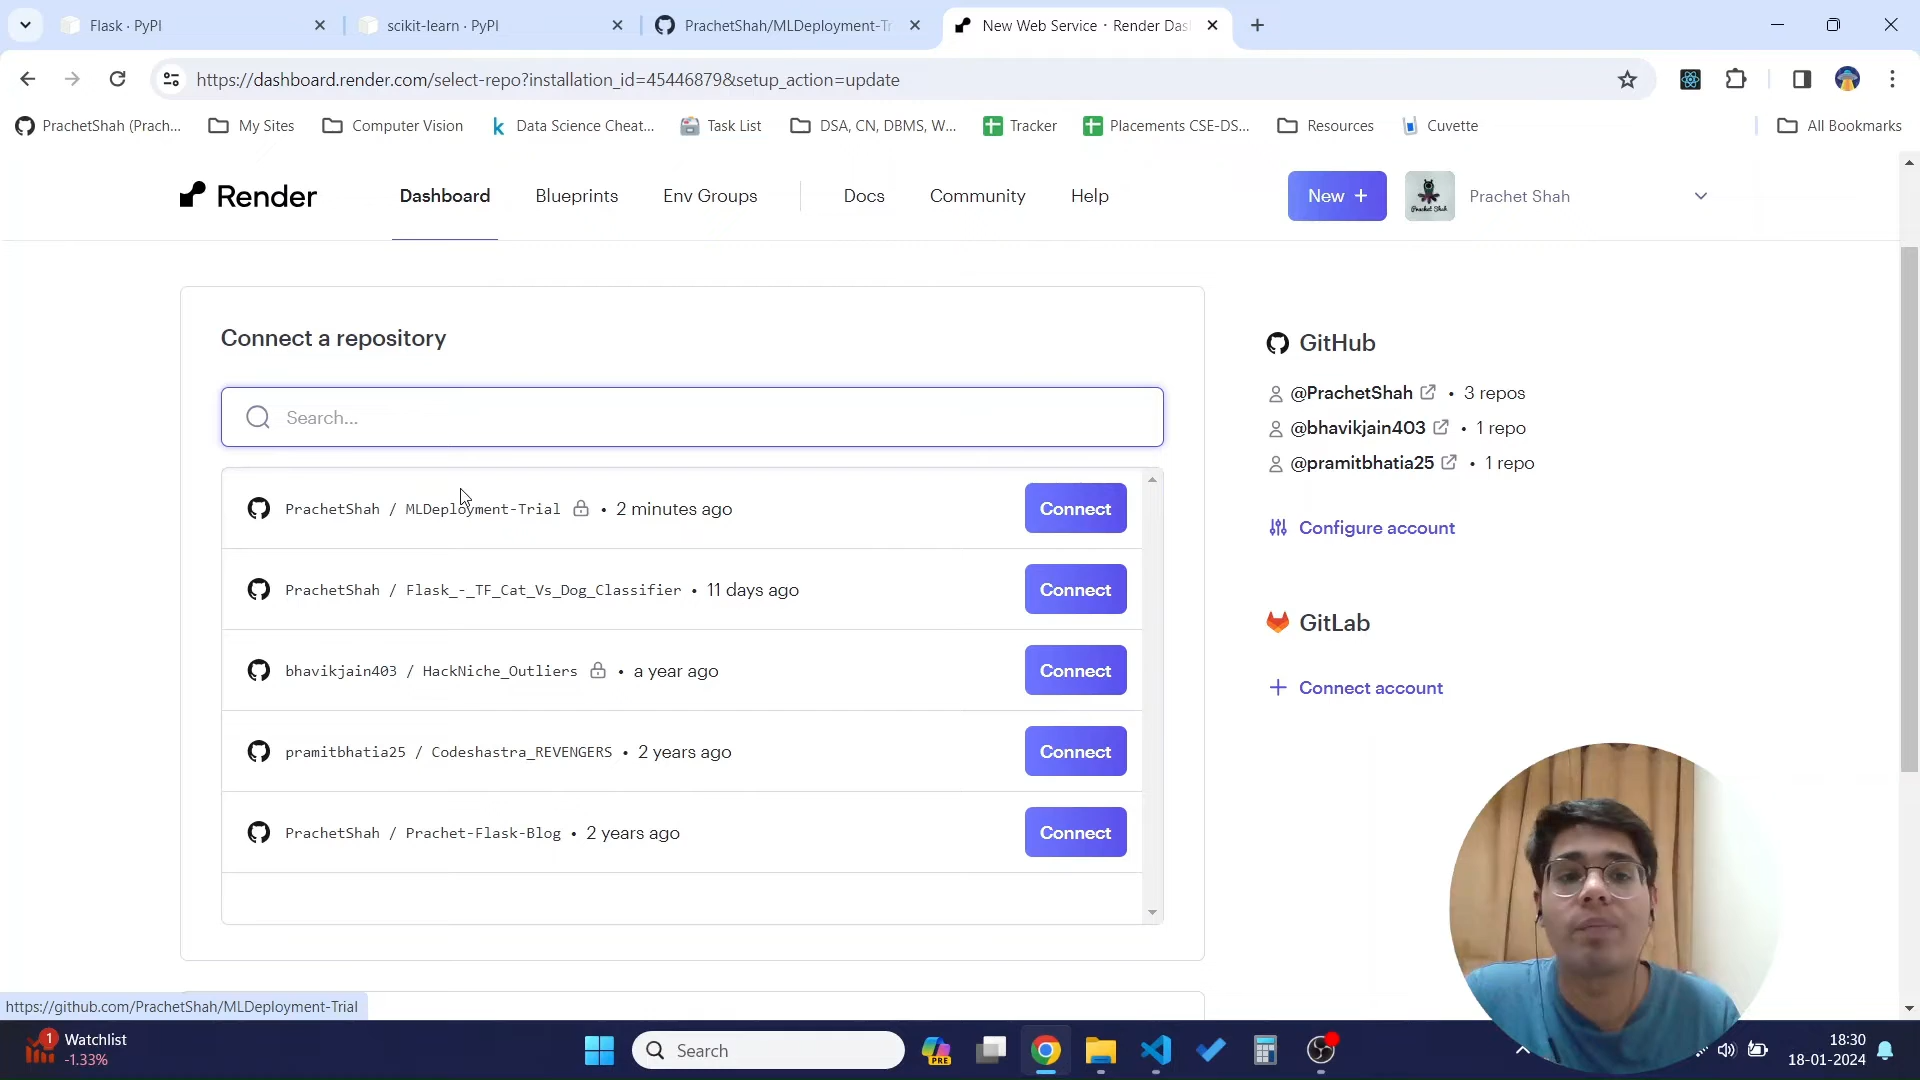 Flask · PyPI
scikit-learn · PyPI
PrachetShah/MLDeployment-Tr
New Web Service · Render Das
https://dashboard.render.com/select-repo?installation_id=45446879&setup_action=update
PrachetShah (Prach...
My Sites
Computer Vision
Data Science Cheat...
Task List
DSA, CN, DBMS, W...
Tracker
Placements CSE-DS...
Resources
Cuvette
All Bookmarks
Render
Dashboard
Blueprints
Env Groups
Docs
Community
Help
New +
Prachet Shah
Connect a repository
Search...
PrachetShah / MLDeployment-Trial • 2 minutes ago
Connect
PrachetShah / Flask_-_TF_Cat_Vs_Dog_Classifier • 11 days ago
Connect
bhavikjain403 / HackNiche_Outliers • a year ago
Connect
pramitbhatia25 / Codeshastra_REVENGERS • 2 years ago
Connect
PrachetShah / Prachet-Flask-Blog • 2 years ago
Connect
GitHub
@PrachetShah • 3 repos
@bhavikjain403 • 1 repo
@pramitbhatia25 • 1 repo
Configure account
GitLab
+ Connect account
https://github.com/PrachetShah/MLDeployment-Trial
1
Watchlist
-1.33%
Search
PRE
18:30
18-01-2024